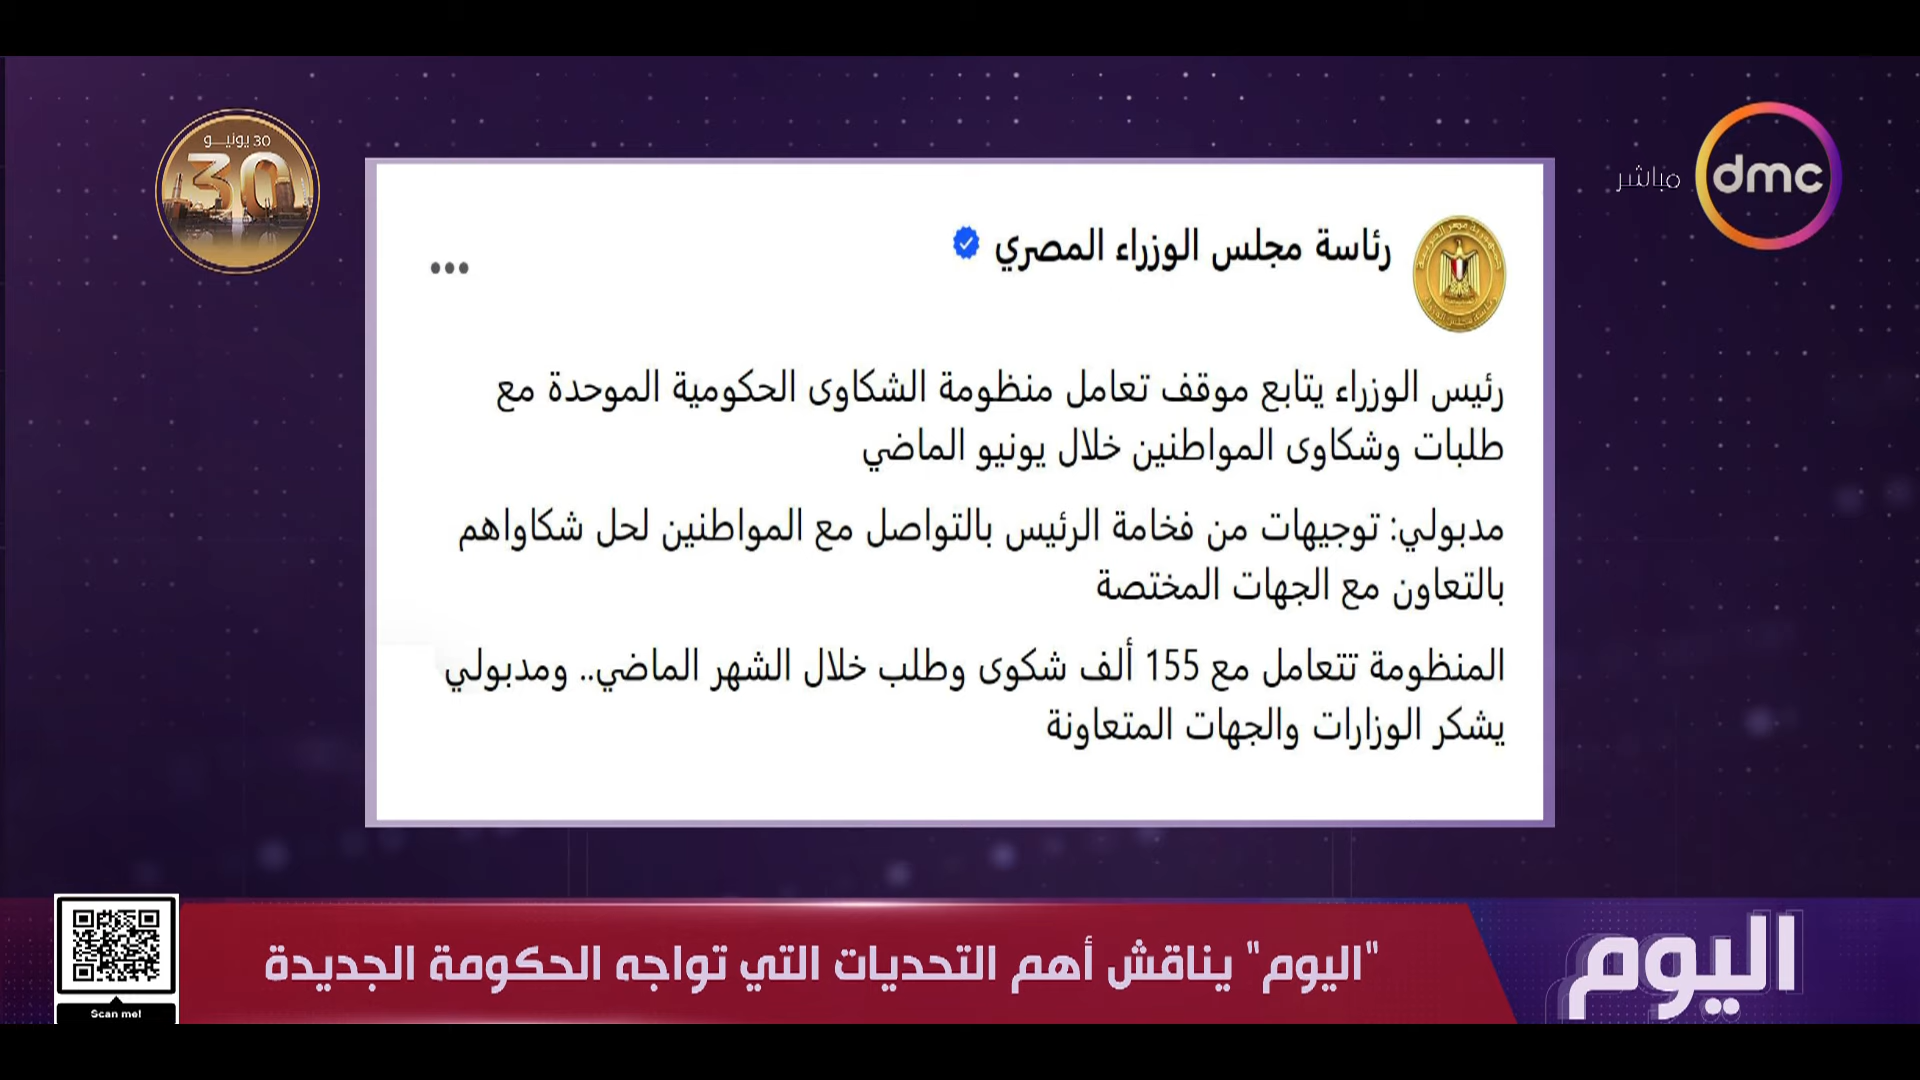 30 يونيو
30
مباشر
dmc
رئاسة مجلس الوزراء المصري
رئيس الوزراء يتابع موقف تعامل منظومة الشكاوى الحكومية الموحدة مع
طلبات وشكاوى المواطنين خلال يونيو الماضي
مدبولي: توجيهات من فخامة الرئيس بالتواصل مع المواطنين لحل شكاواهم
بالتعاون مع الجهات المختصة
المنظومة تتعامل مع 155 ألف شكوى وطلب خلال الشهر الماضي.. ومدبولي
يشكر الوزارات والجهات المتعاونة
اليوم
"اليوم" يناقش أهم التحديات التي تواجه الحكومة الجديدة
Scan me!